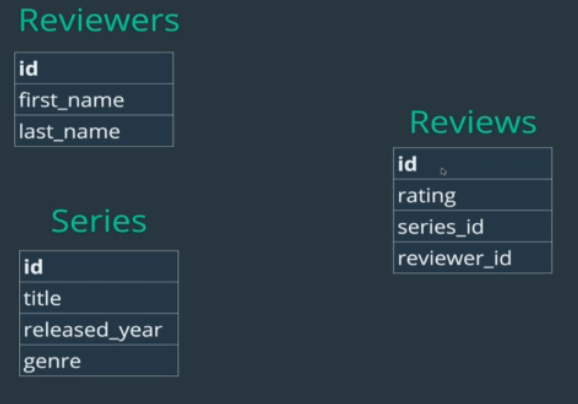 Reviewers
id
first_name
last_name
Series
id
title
released_year
genre
Reviews
id
rating
series_id
reviewer_id